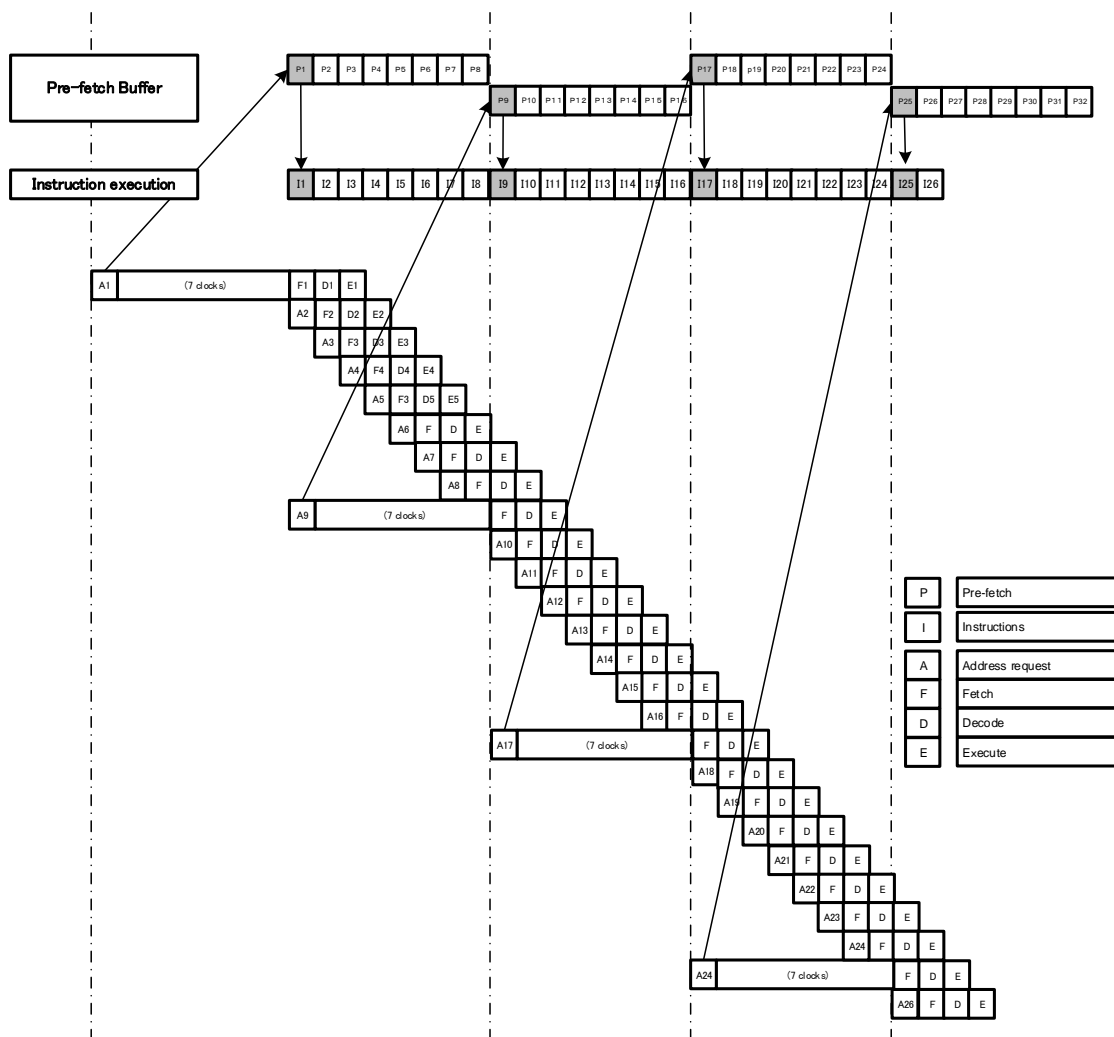 P1 P2 P3 P4 P5 P6 P7 P8 P17 P18 p19 P20 P21 P22 P23 P24
Pre-fetch Buffer
P9 P10 P11 P12 P13 P14 P15 P16 P25 P26 P27 P28 P29 P30 P31 P32
Instruction execution I1 I2 I3 I4 I5 I6 I7 I8 I9 I10 I11 I12 I13 I14 I15 I16 I17 I18 I19 I20 I21 I22 I23 I24 I25 I26
A1 (7 clocks) F1 D1 E1
A2 F2 D2 E2
A3 F3 D3 E3
A4 F4 D4 E4
A5 F3 D5 E5
A6 F D E
A7 F D E
A8 F D E
A9 (7 clocks) F D E
A10 F D E
A11 F D E
A12 F D E
A13 F D E
A14 F D E
A15 F D E
A16 F D E
A17 (7 clocks) F D E
A18 F D E
A19 F D E
A20 F D E
A21 F D E
A22 F D E
A23 F D E
A24 F D E
A24 (7 clocks) F D E
A26 F D E
P Pre-fetch
I Instructions
A Address request
F Fetch
D Decode
E Execute